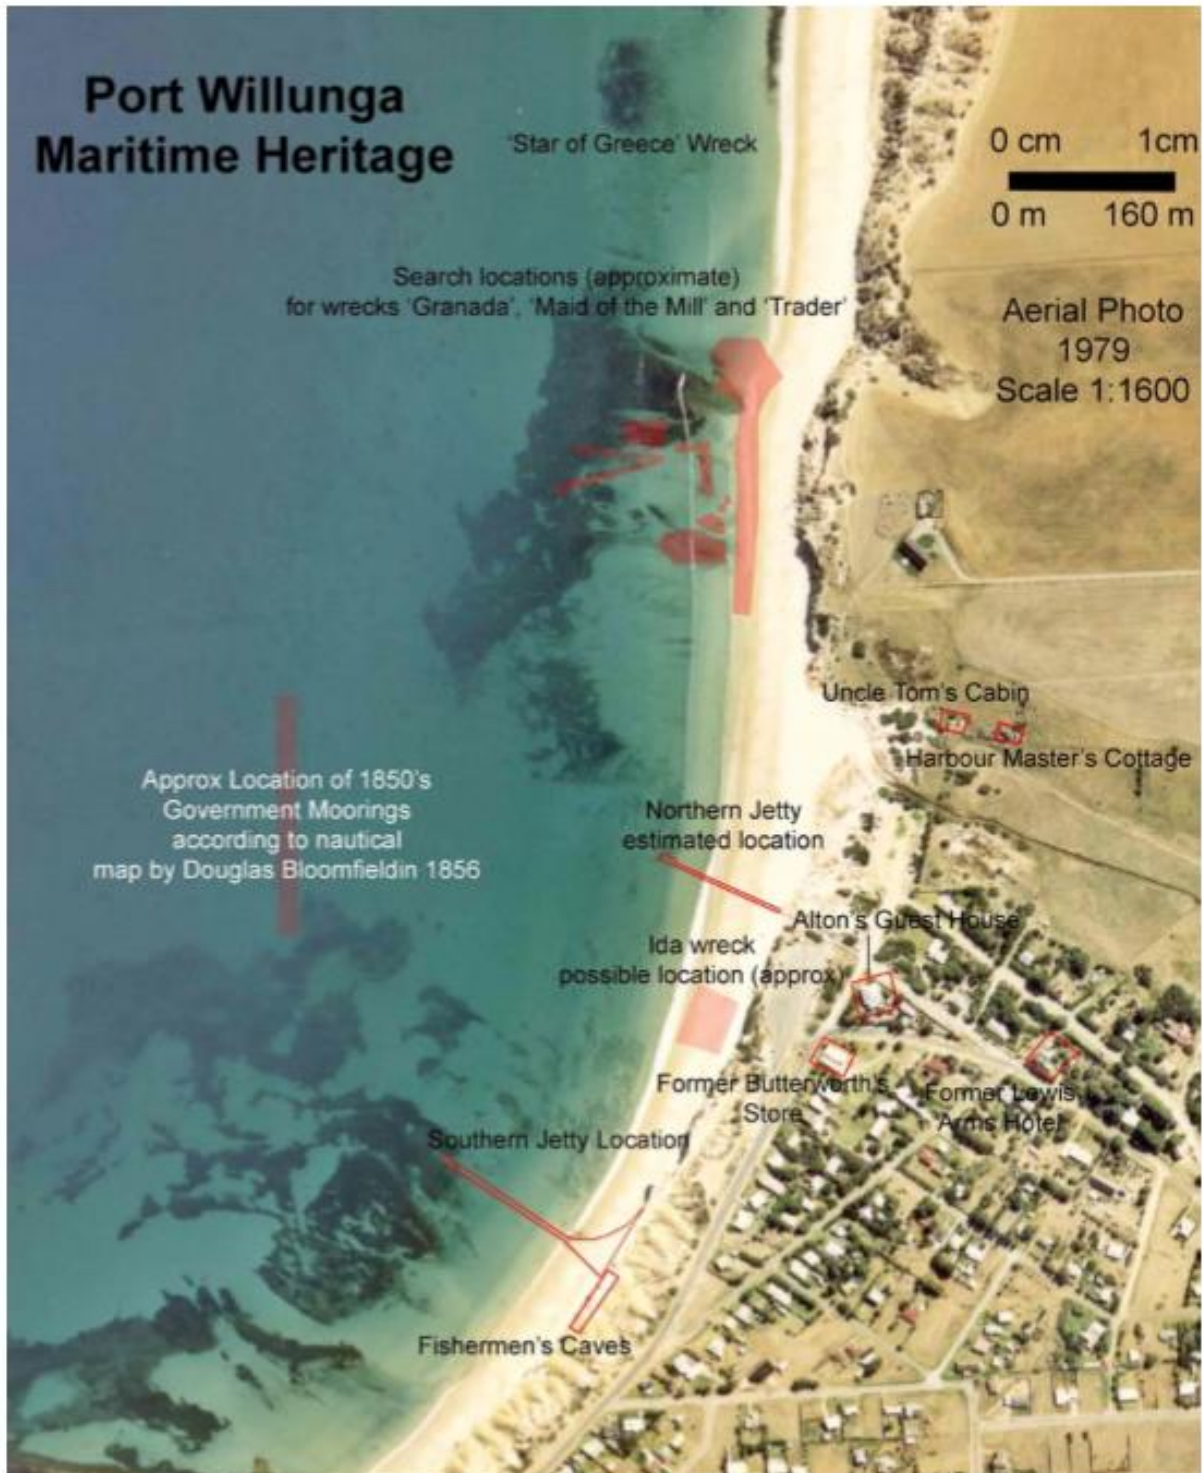 Port Willunga
Maritime Heritage
'Star of Greece' Wreck
0 cm 1cm
0 m 160 m
Search locations (approximate)
for wrecks 'Granada', 'Maid of the Mill' and 'Trader'
Aerial Photo
1979
Scale 1:1600
Uncle Tom's Cabin
Harbour Master's Cottage
Approx Location of 1850's
Government Moorings
according to nautical
map by Douglas Bloomfieldin 1856
Northern Jetty
estimated location
Alton's Guest House
Ida wreck
possible location (approx)
Former Butterworth's
Store
Former Lewis
Arms Hotel
Southern Jetty Location
Fishermen's Caves